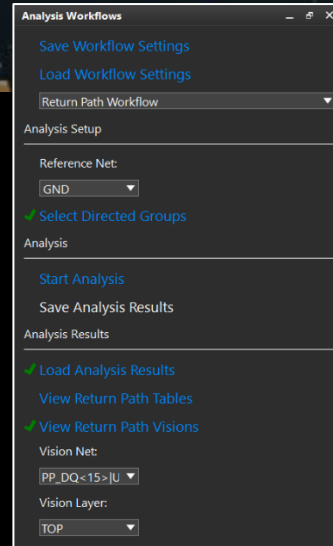 Analysis Workflows
Save Workflow Settings
Load Workflow Settings
Return Path Workflow
Analysis Setup
Reference Net:
GND
Select Directed Groups
Analysis
Start Analysis
Save Analysis Results
Analysis Results
Load Analysis Results
View Return Path Tables
View Return Path Visions
Vision Net:
PP_DQ<15>|U
Vision Layer:
TOP